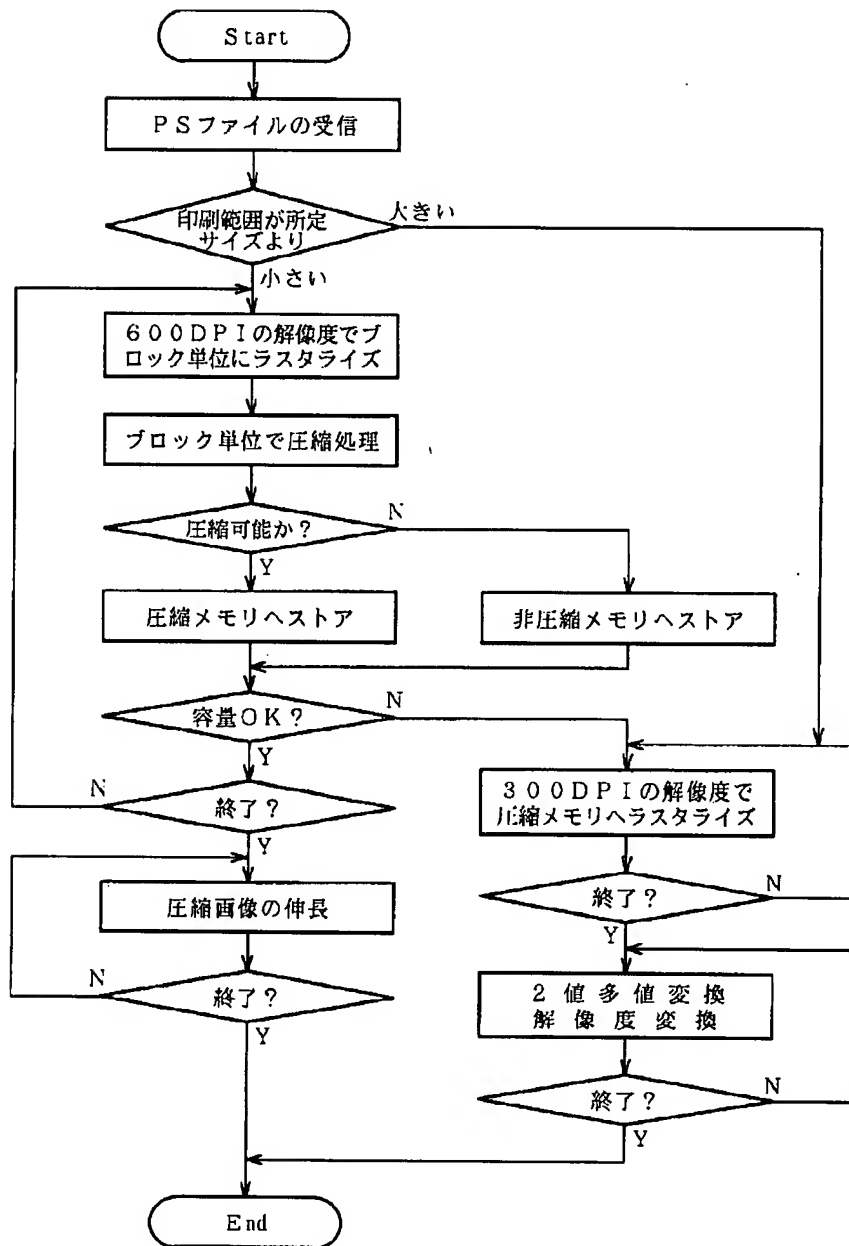 Start
PSファイルの受信
印刷範囲が所定
サイズより
大きい
小さい
600DPIの解像度でブ
ロック単位にラスタライズ
ブロック単位で圧縮処理
圧縮可能か?
N
Y
圧縮メモリへストア
非圧縮メモリへストア
容量OK?
N
Y
300DPIの解像度で
圧縮メモリへラスタライズ
N
終了?
Y
終了?
N
Y
圧縮画像の伸長
2値多値変換
解像度変換
N
終了?
Y
終了?
N
Y
End